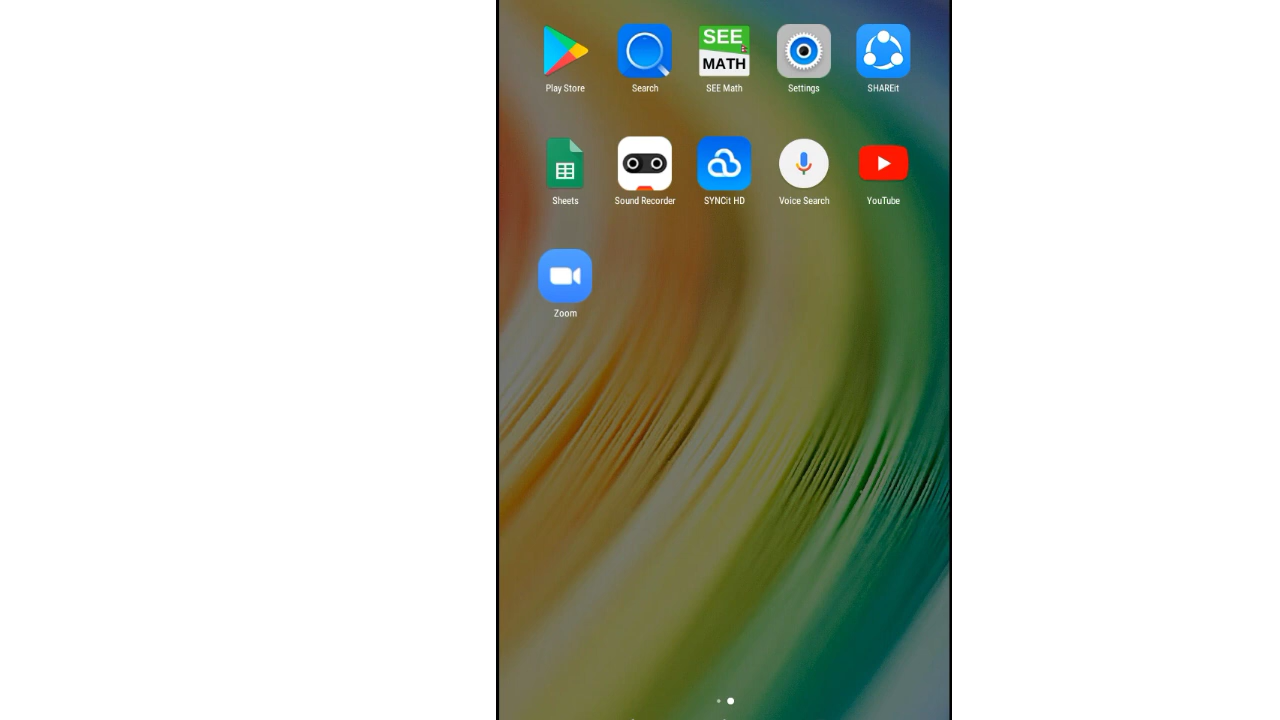 SEE
MATH
Play Store
Search
SEE Math
Settings
SHAREit
Sheets
Sound Recorder
SYNCit HD
Voice Search
YouTube
Zoom